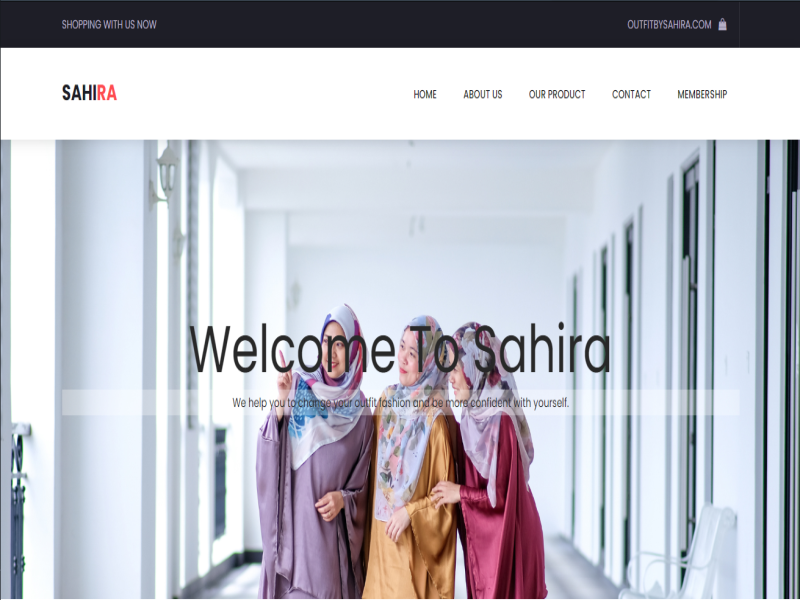 SHOPPING WITH US NOW
OUTFITBYSAHIRA.COM
SAHIRA
HOME ABOUT US OUR PRODUCT CONTACT MEMBERSHIP
Welcome To Sahira
We help you to change your outfit fashion and be more confident with yourself.